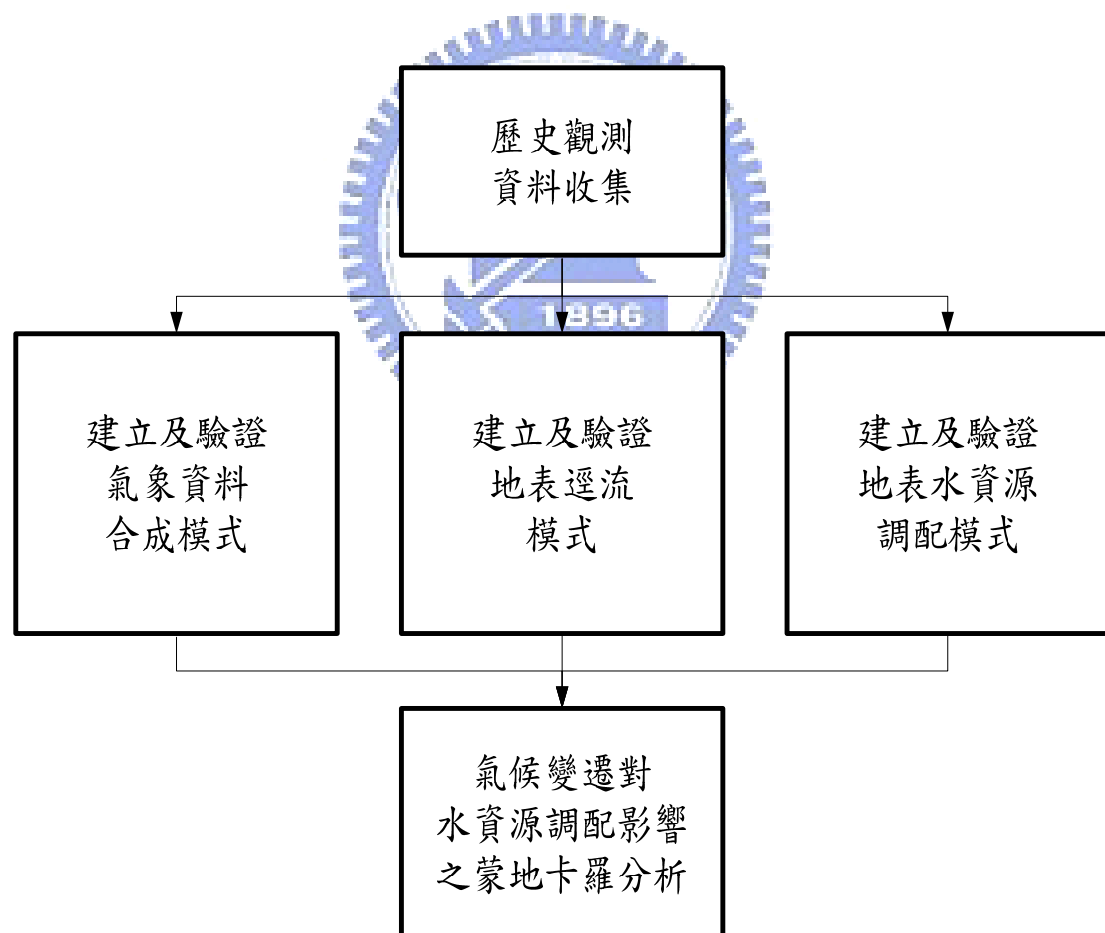 歷史觀測
資料收集
1896
建立及驗證
氣象資料
合成模式
建立及驗證
地表逕流
模式
建立及驗證
地表水資源
調配模式
氣候變遷對
水資源調配影響
之蒙地卡羅分析